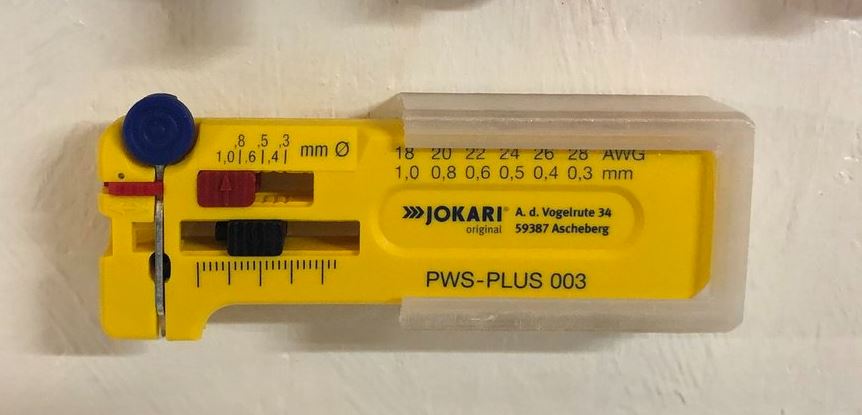 ,8 ,5 ,3
1,0 ,6 ,4 mm Ø
18 20 22 24 26 28 AWG
1,0 0,8 0,6 0,5 0,4 0,3 mm
JOKARI®
original
A. d. Vogelrute 34
59387 Ascheberg
PWS-PLUS 003